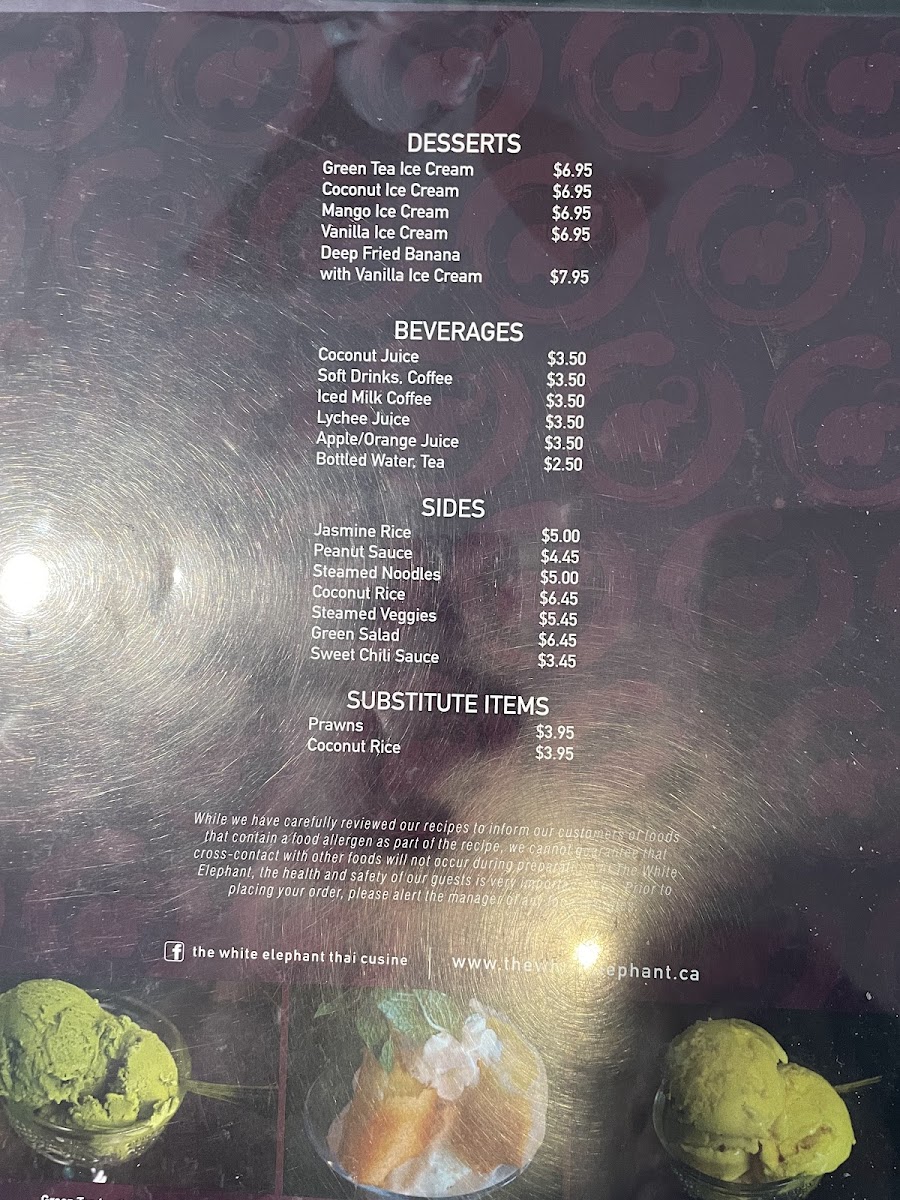 DESSERTS
Green Tea Ice Cream $6.95
Coconut Ice Cream $6.95
Mango Ice Cream $6.95
Vanilla Ice Cream $6.95
Deep Fried Banana
with Vanilla Ice Cream $7.95
BEVERAGES
Coconut Juice $3.50
Soft Drinks, Coffee $3.50
Iced Milk Coffee $3.50
Lychee Juice $3.50
Apple/Orange Juice $3.50
Bottled Water, Tea $2.50
SIDES
Jasmine Rice $5.00
Peanut Sauce $4.45
Steamed Noodles $5.00
Coconut Rice $6.45
Steamed Veggies $5.45
Green Salad $6.45
Sweet Chili Sauce $3.45
SUBSTITUTE ITEMS
Prawns $3.95
Coconut Rice $3.95
While we have carefully reviewed our recipes to inform our customers of foods
that contain a food allergen as part of the recipe, we cannot guarantee that
cross-contact with other foods will not occur during preparation. The White
Elephant, the health and safety of our guests is very Prior to
placing your order, please alert the manager of any
f the white elephant thai cusine | www.thewh ephant.ca
Green